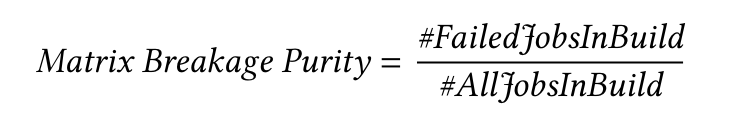 Matrix Breakage Purity = #FailedJobsInBuild
#AllJobsInBuild